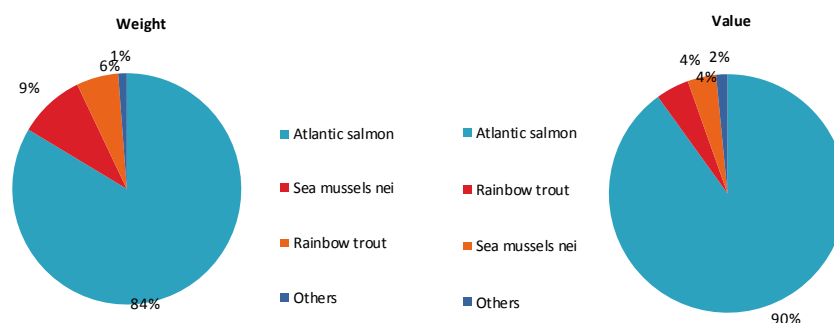 Weight
1%
6%
9%
84%
Atlantic salmon
Sea mussels nei
Rainbow trout
Others
Value
2%
4%
4%
90%
Atlantic salmon
Rainbow trout
Sea mussels nei
Others